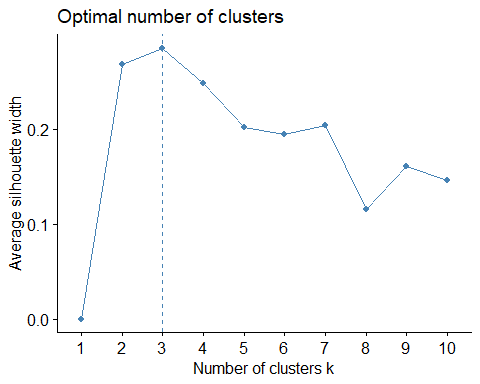 Optimal number of clusters
Average silhouette width
0.2
0.1
0.0
1 2 3 4 5 6 7 8 9 10
Number of clusters k